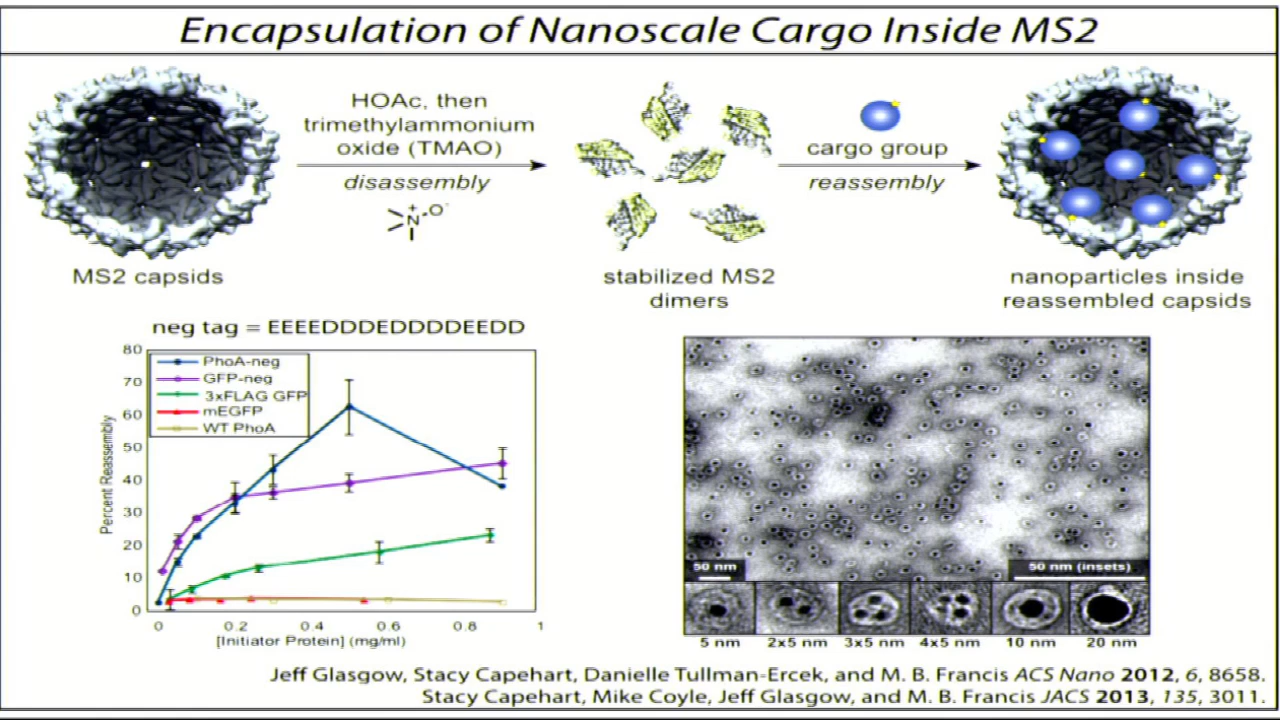 Encapsulation of Nanoscale Cargo Inside MS2
HOAc, then
trimethylammonium
oxide (TMAO)
disassembly
N
+
O-
cargo group
reassembly
MS2 capsids
stabilized MS2
dimers
nanoparticles inside
reassembled capsids
neg tag = EEEEDDDEDDDDEEDD
80
70
60
50
40
30
20
10
0
Percent Reassembly
PhoA-neg
GFP-neg
3xFLAG GFP
mEGFP
WT PhoA
0 0.2 0.4 0.6 0.8 1
[Initiator Protein] (mg/ml)
50 nm
50 nm (insets)
5 nm 2x5 nm 3x5 nm 4x5 nm 10 nm 20 nm
Jeff Glasgow, Stacy Capehart, Danielle Tullman-Ercek, and M. B. Francis ACS Nano 2012, 6, 8658.
Stacy Capehart, Mike Coyle, Jeff Glasgow, and M. B. Francis JACS 2013, 135, 3011.